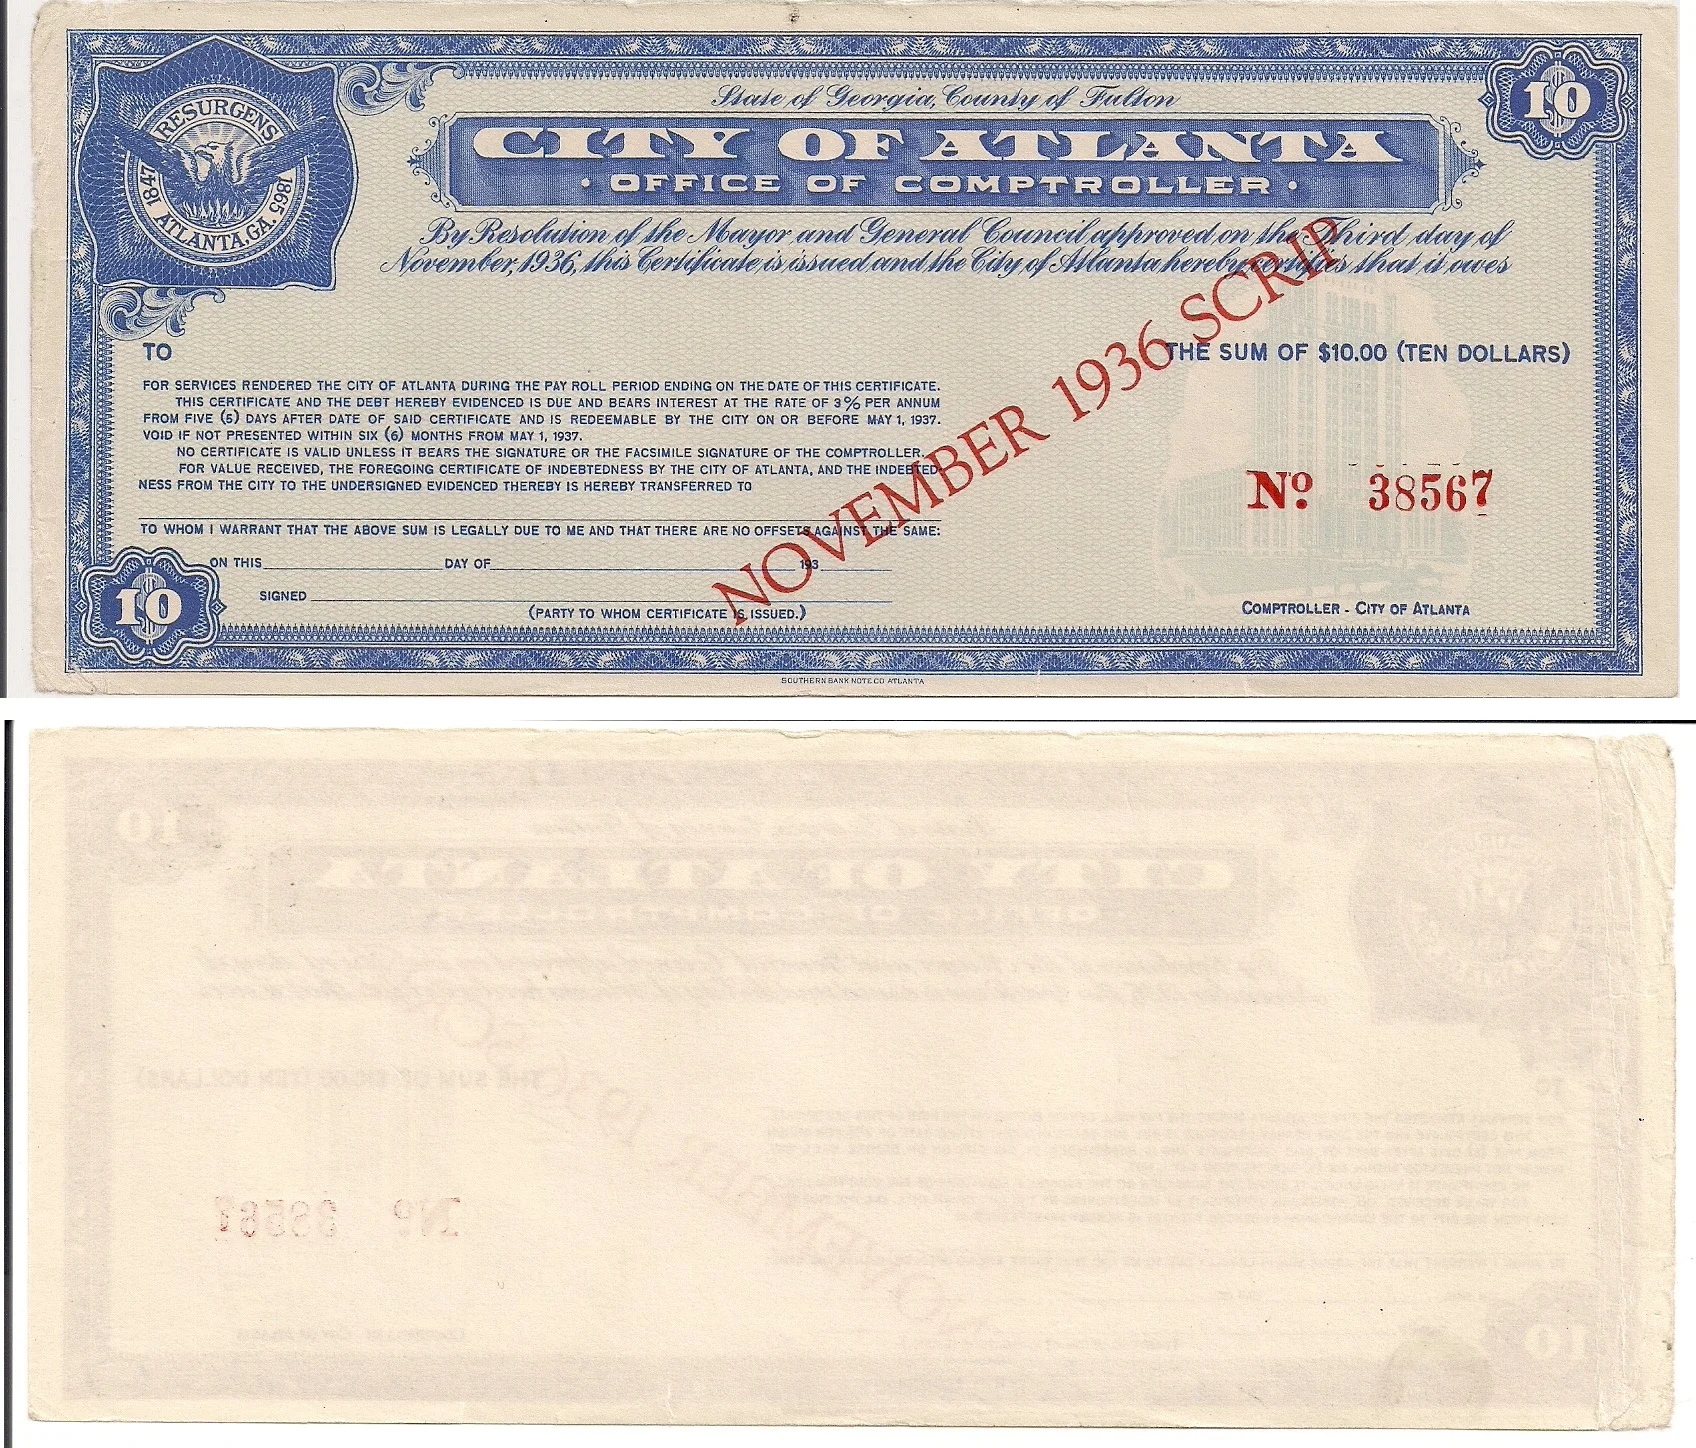 State of Georgia, County of Fulton
10
RESURGENS
1847 ATLANTA, GA. 1865
CITY OF ATLANTA
· OFFICE OF COMPTROLLER ·
By Resolution of the Mayor and General Council approved on the Third day of
November, 1936, this Certificate is issued and the City of Atlanta hereby certifies that it owes
TO
THE SUM OF $10.00 (TEN DOLLARS)
NOVEMBER 1936 SCRIP
FOR SERVICES RENDERED THE CITY OF ATLANTA DURING THE PAY ROLL PERIOD ENDING ON THE DATE OF THIS CERTIFICATE.
THIS CERTIFICATE AND THE DEBT HEREBY EVIDENCED IS DUE AND BEARS INTEREST AT THE RATE OF 3% PER ANNUM
FROM FIVE (5) DAYS AFTER DATE OF SAID CERTIFICATE AND IS REDEEMABLE BY THE CITY ON OR BEFORE MAY 1, 1937.
VOID IF NOT PRESENTED WITHIN SIX (6) MONTHS FROM MAY 1, 1937.
NO CERTIFICATE IS VALID UNLESS IT BEARS THE SIGNATURE OR THE FACSIMILE SIGNATURE OF THE COMPTROLLER.
FOR VALUE RECEIVED, THE FOREGOING CERTIFICATE OF INDEBTEDNESS BY THE CITY OF ATLANTA, AND THE INDEBTED-
NESS FROM THE CITY TO THE UNDERSIGNED EVIDENCED THEREBY IS HEREBY TRANSFERRED TO
No 38567
TO WHOM I WARRANT THAT THE ABOVE SUM IS LEGALLY DUE TO ME AND THAT THERE ARE NO OFFSETS AGAINST THE SAME:
ON THIS DAY OF 193
SIGNED
(PARTY TO WHOM CERTIFICATE IS ISSUED.)
COMPTROLLER - CITY OF ATLANTA
10
SOUTHERN BANK NOTE CO ATLANTA